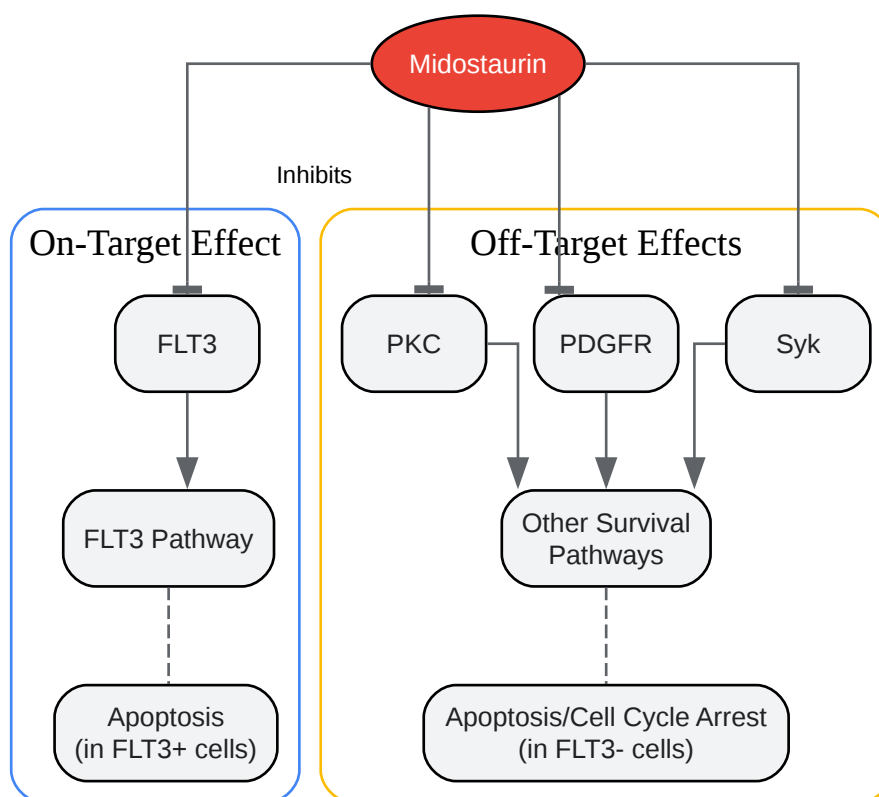 Midostaurin
Inhibits
On-Target Effect
Off-Target Effects
FLT3
PKC
PDGFR
Syk
FLT3 Pathway
Other Survival
Pathways
Apoptosis
(in FLT3+ cells)
Apoptosis/Cell Cycle Arrest
(in FLT3- cells)